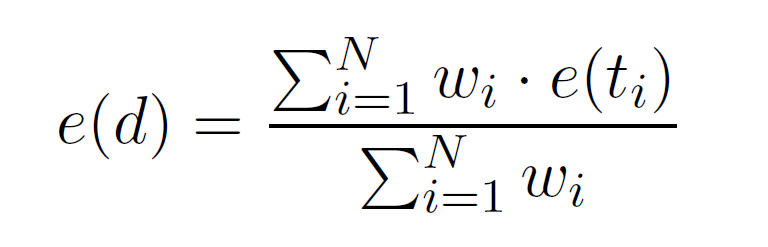 e(d) = \frac{\sum_{i=1}^{N} w_i \cdot e(t_i)}{\sum_{i=1}^{N} w_i}